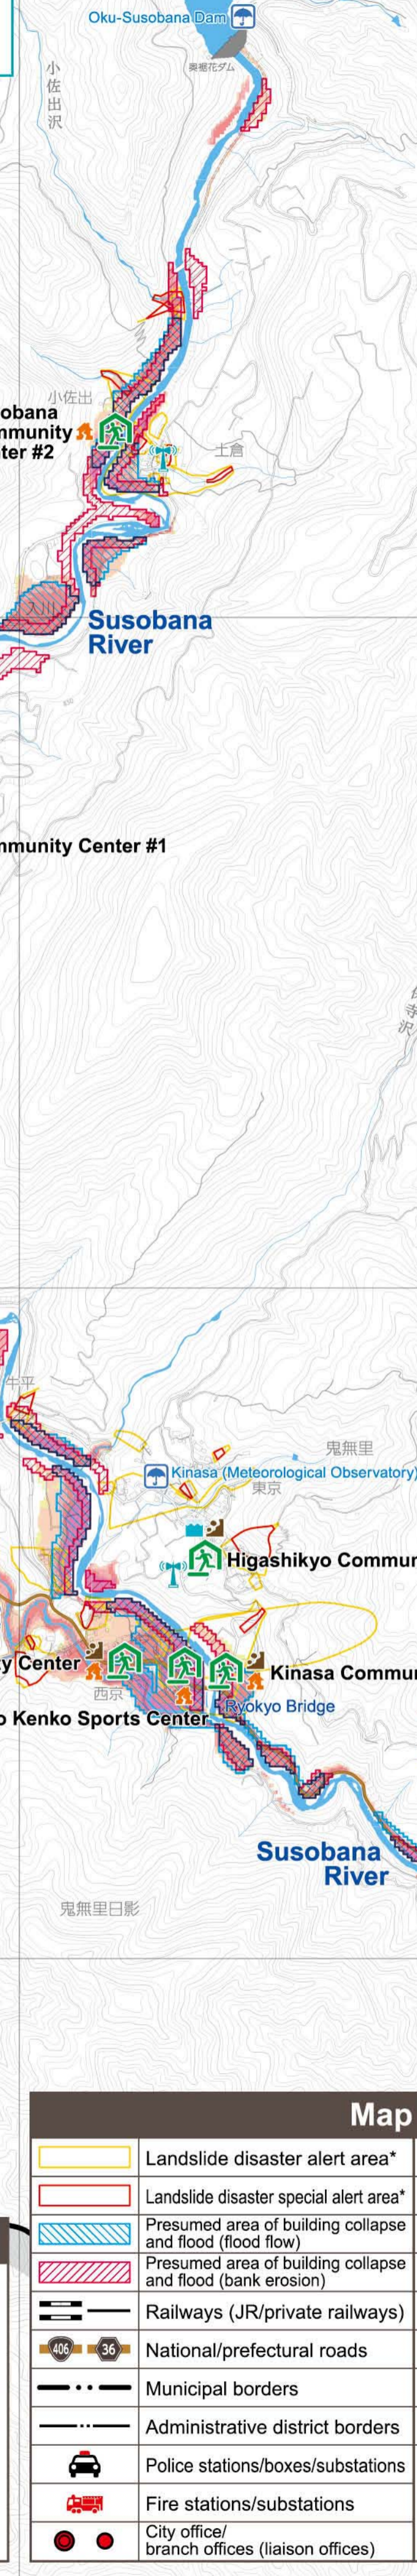 Oku-Susobana Dam
奥裾花ダム
小佐出沢
小佐出
obana
mmunity
ter #2
土倉
Susobana
River
mmunity Center #1
牛平
鬼無里
Kinasa (Meteorological Observatory)
東京
Higashikyo Commun
y Center
Kinasa Commun
西京
o Kenko Sports Center
Ryokyo Bridge
Susobana
River
鬼無里日影
Map
Landslide disaster alert area*
Landslide disaster special alert area*
Presumed area of building collapse
and flood (flood flow)
Presumed area of building collapse
and flood (bank erosion)
Railways (JR/private railways)
406 36 National/prefectural roads
Municipal borders
Administrative district borders
Police stations/boxes/substations
Fire stations/substations
City office/
branch offices (liaison offices)